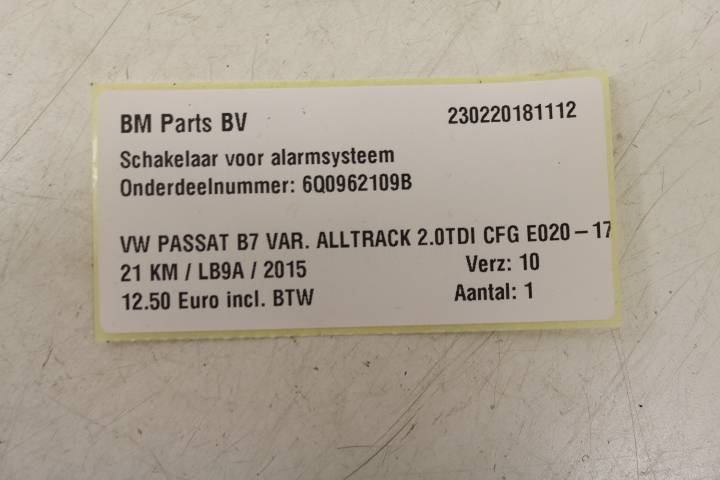 BM Parts BV 230220181112
Schakelaar voor alarmsysteem
Onderdeelnummer: 6Q0962109B
VW PASSAT B7 VAR. ALLTRACK 2.0TDI CFG E020-17
21 KM / LB9A / 2015 Verz: 10
12.50 Euro incl. BTW Aantal: 1